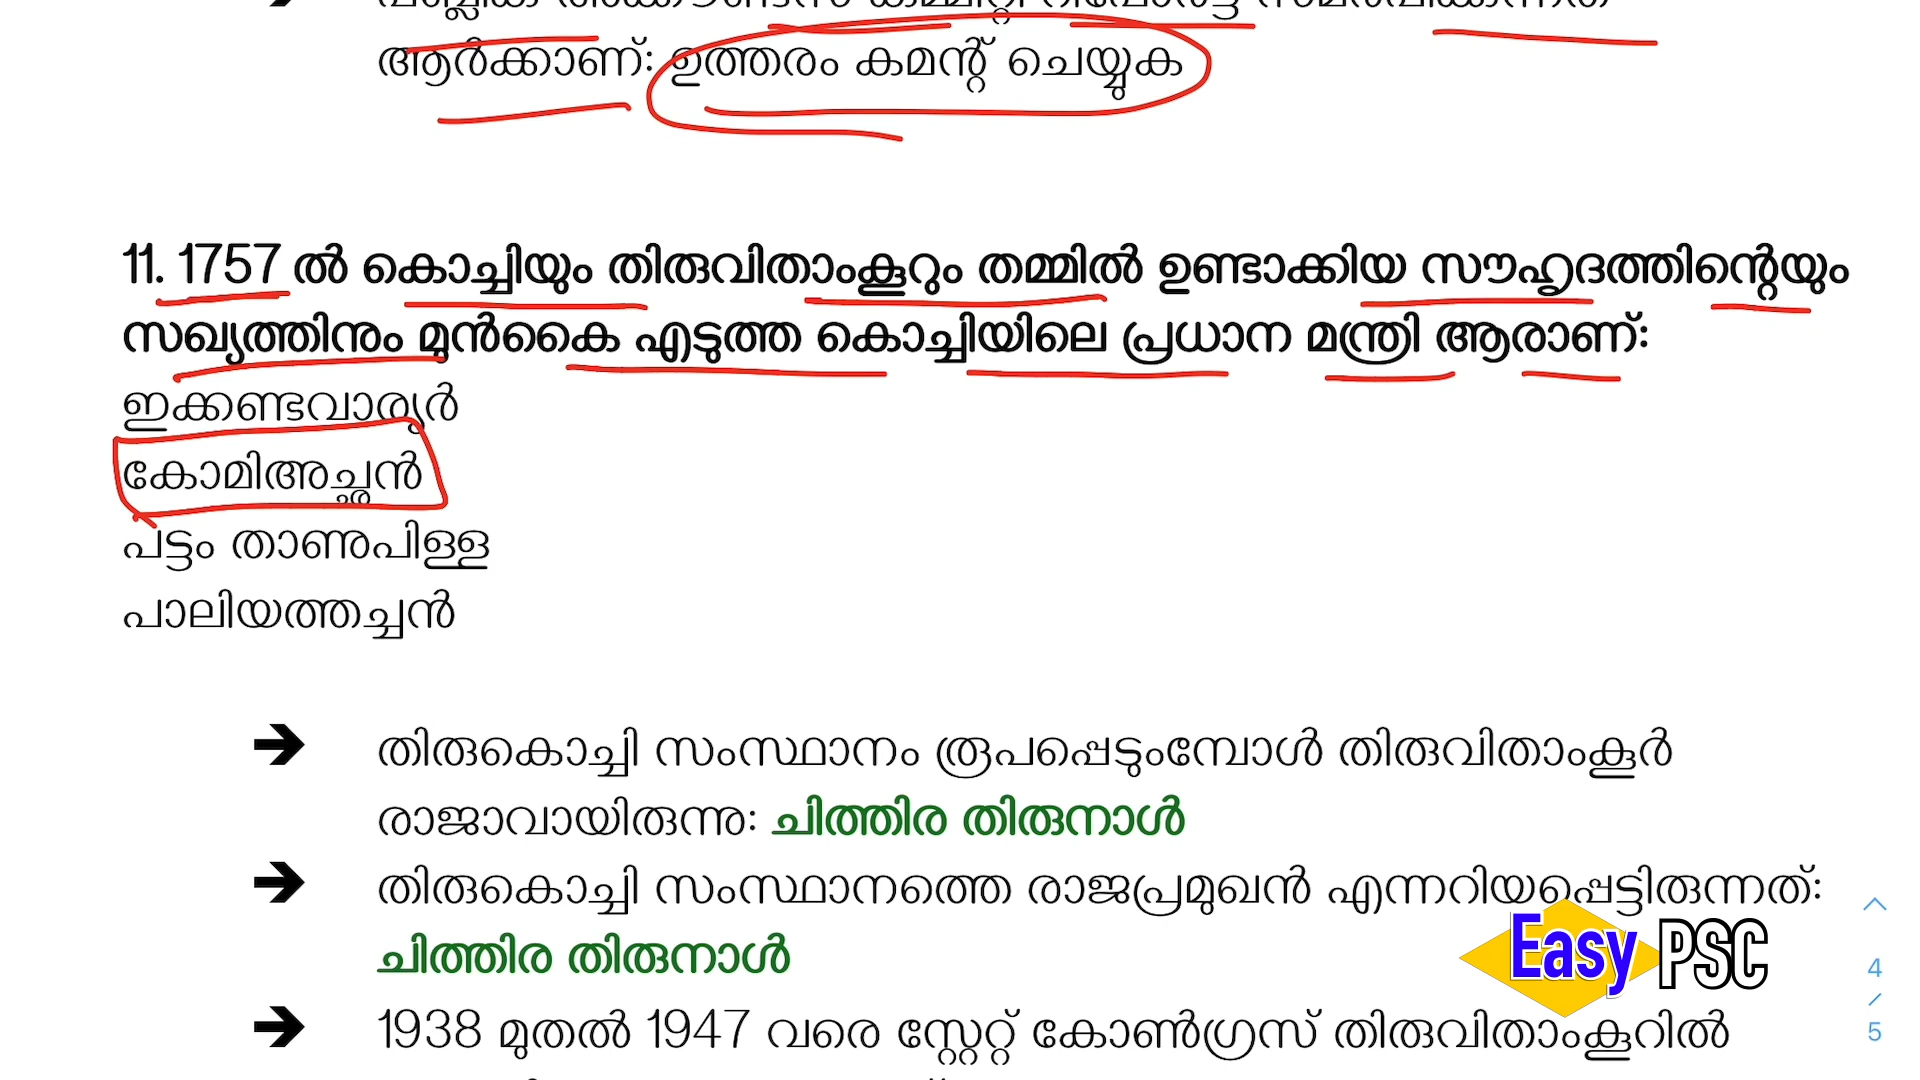 ആർക്കാണ്: ഉത്തരം കമന്റ് ചെയ്യുക
11. 1757 ൽ കൊച്ചിയും തിരുവിതാംകൂറും തമ്മിൽ ഉണ്ടാക്കിയ സൗഹൃദത്തിന്റെയും
സഖ്യത്തിനും മുൻകൈ എടുത്ത കൊച്ചിയിലെ പ്രധാന മന്ത്രി ആരാണ്:
ഇക്കണ്ടവാര്യർ
കോമിഅച്ഛൻ
പട്ടം താണുപിള്ള
പാലിയത്തച്ചൻ
➔ തിരുകൊച്ചി സംസ്ഥാനം രൂപപ്പെടുംമ്പോൾ തിരുവിതാംകൂർ
രാജാവായിരുന്നു: ചിത്തിര തിരുനാൾ
➔ തിരുകൊച്ചി സംസ്ഥാനത്തെ രാജപ്രമുഖൻ എന്നറിയപ്പെട്ടിരുന്നത്:
ചിത്തിര തിരുനാൾ
➔ 1938 മുതൽ 1947 വരെ സ്റ്റേറ്റ് കോൺഗ്രസ് തിരുവിതാംകൂറിൽ
Easy PSC
4
/
5